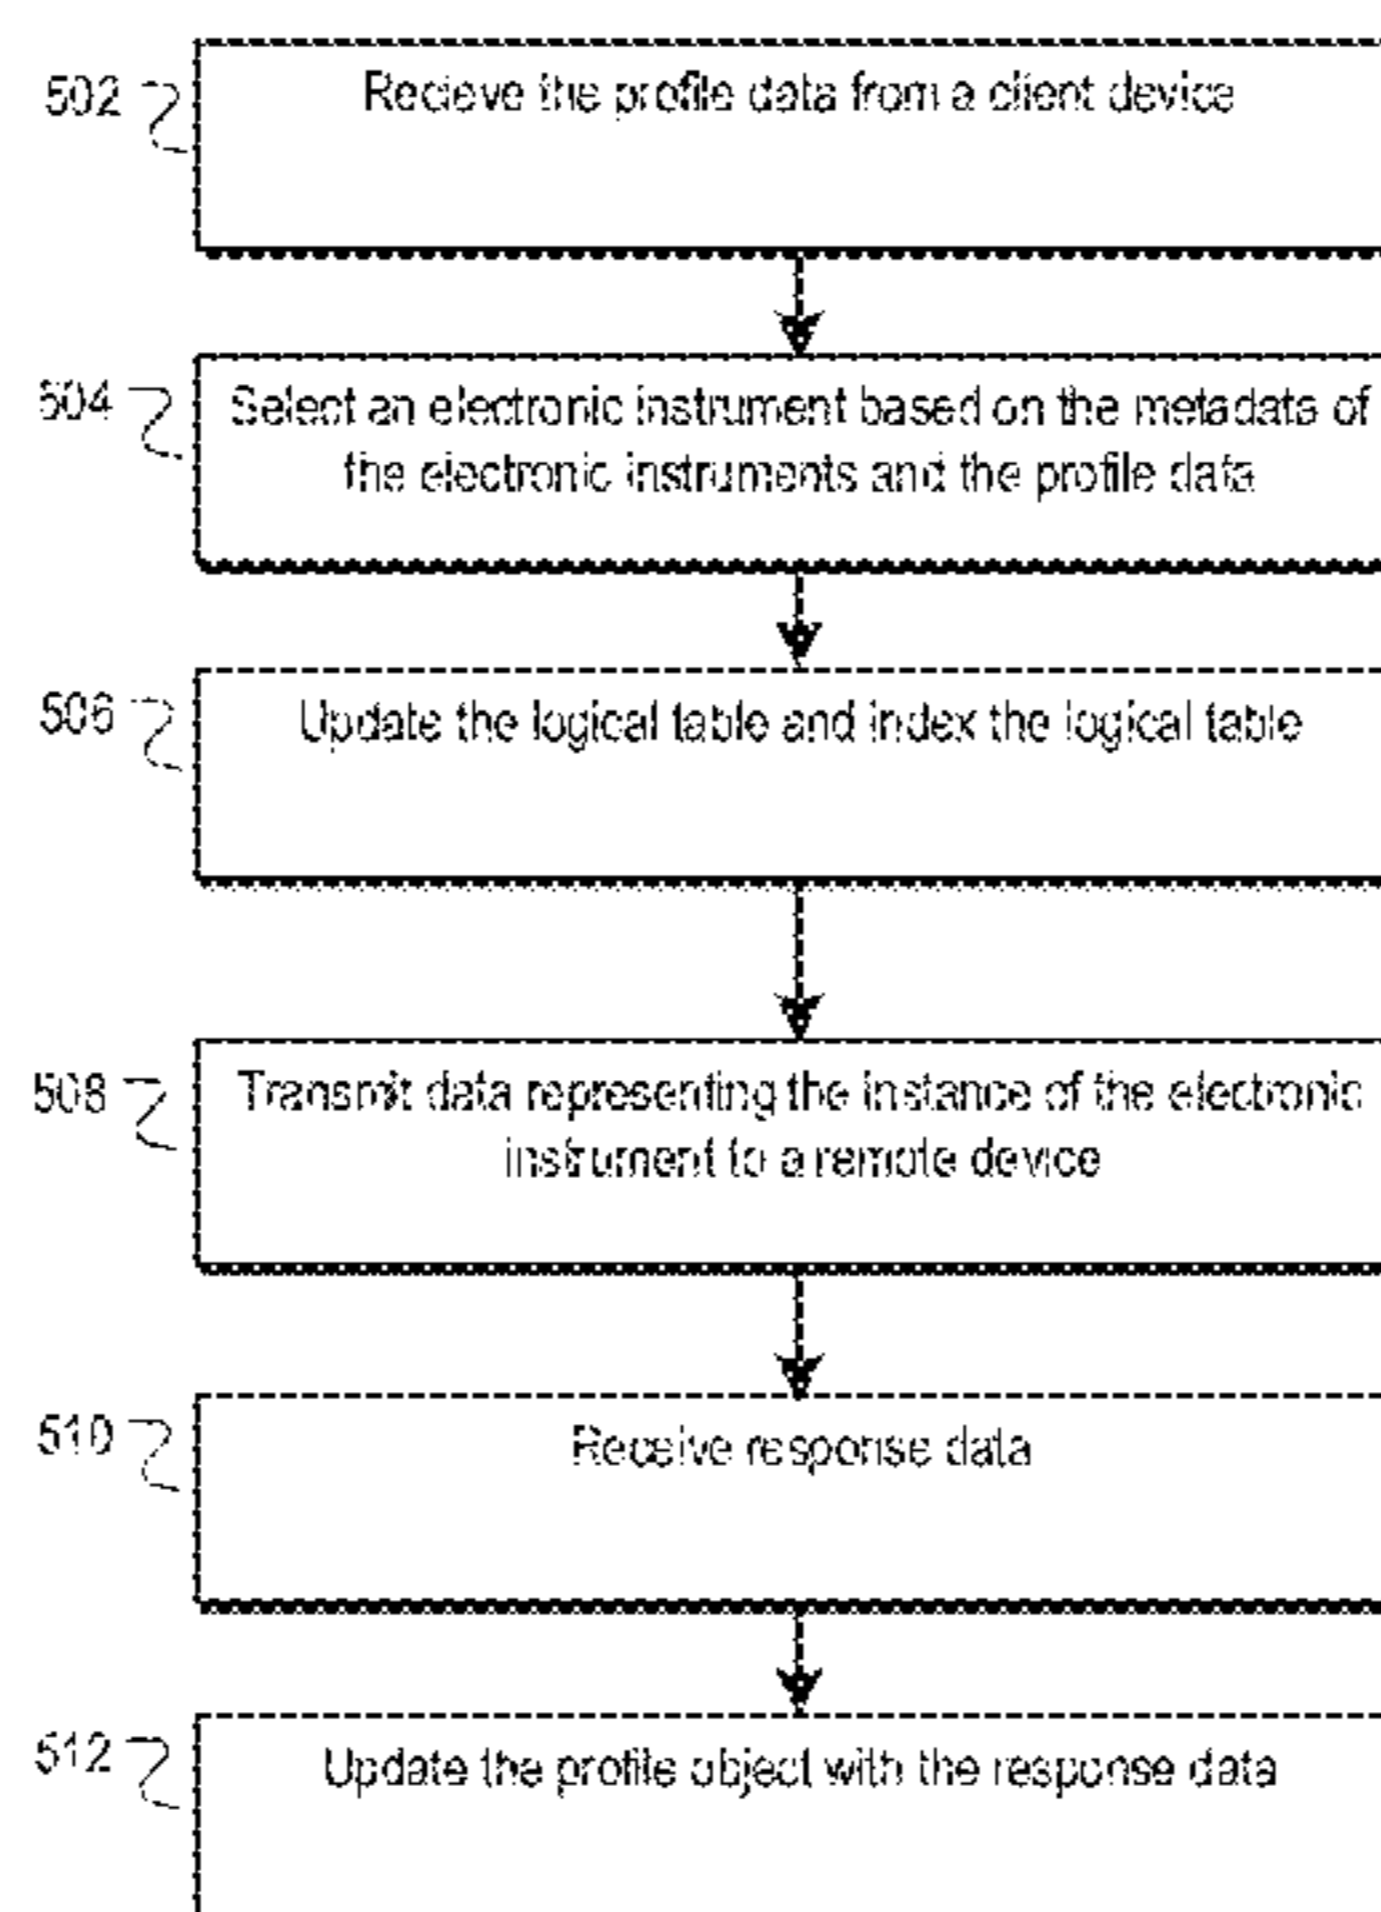 502
Recieve the profile data from a client device
504
Select an electronic instrument based on the metadata of
the electronic instruments and the profile data
506
Update the logical table and index the logical table
508
Transmit data representing the instance of the electronic
instrument to a remote device
510
Receive response data
512
Update the profile object with the response data